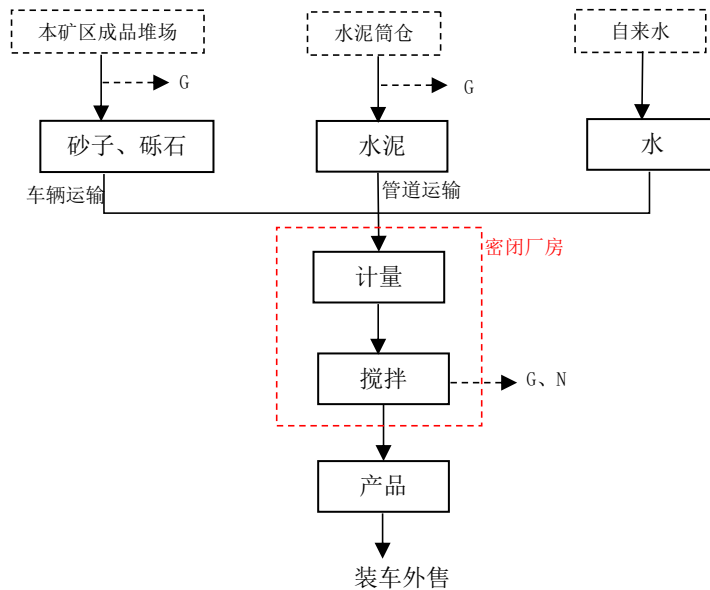 本矿区成品堆场
水泥筒仓
自来水
G
G
砂子、砾石
水泥
水
车辆运输
管道运输
密闭厂房
计量
搅拌
G、N
产品
装车外售